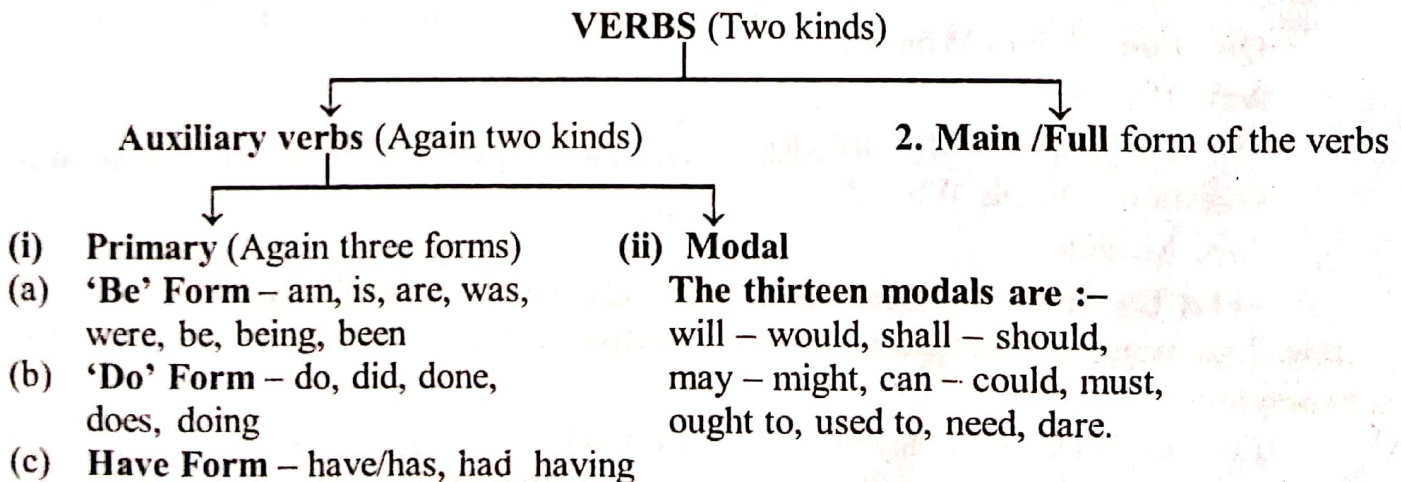 VERBS (Two kinds)
Auxiliary verbs (Again two kinds)
2. Main /Full form of the verbs
(i) Primary (Again three forms)
(a) ‘Be’ Form – am, is, are, was,
were, be, being, been
(b) ‘Do’ Form – do, did, done,
does, doing
(c) Have Form – have/has, had having
(ii) Modal
The thirteen modals are :–
will – would, shall – should,
may – might, can – could, must,
ought to, used to, need, dare.